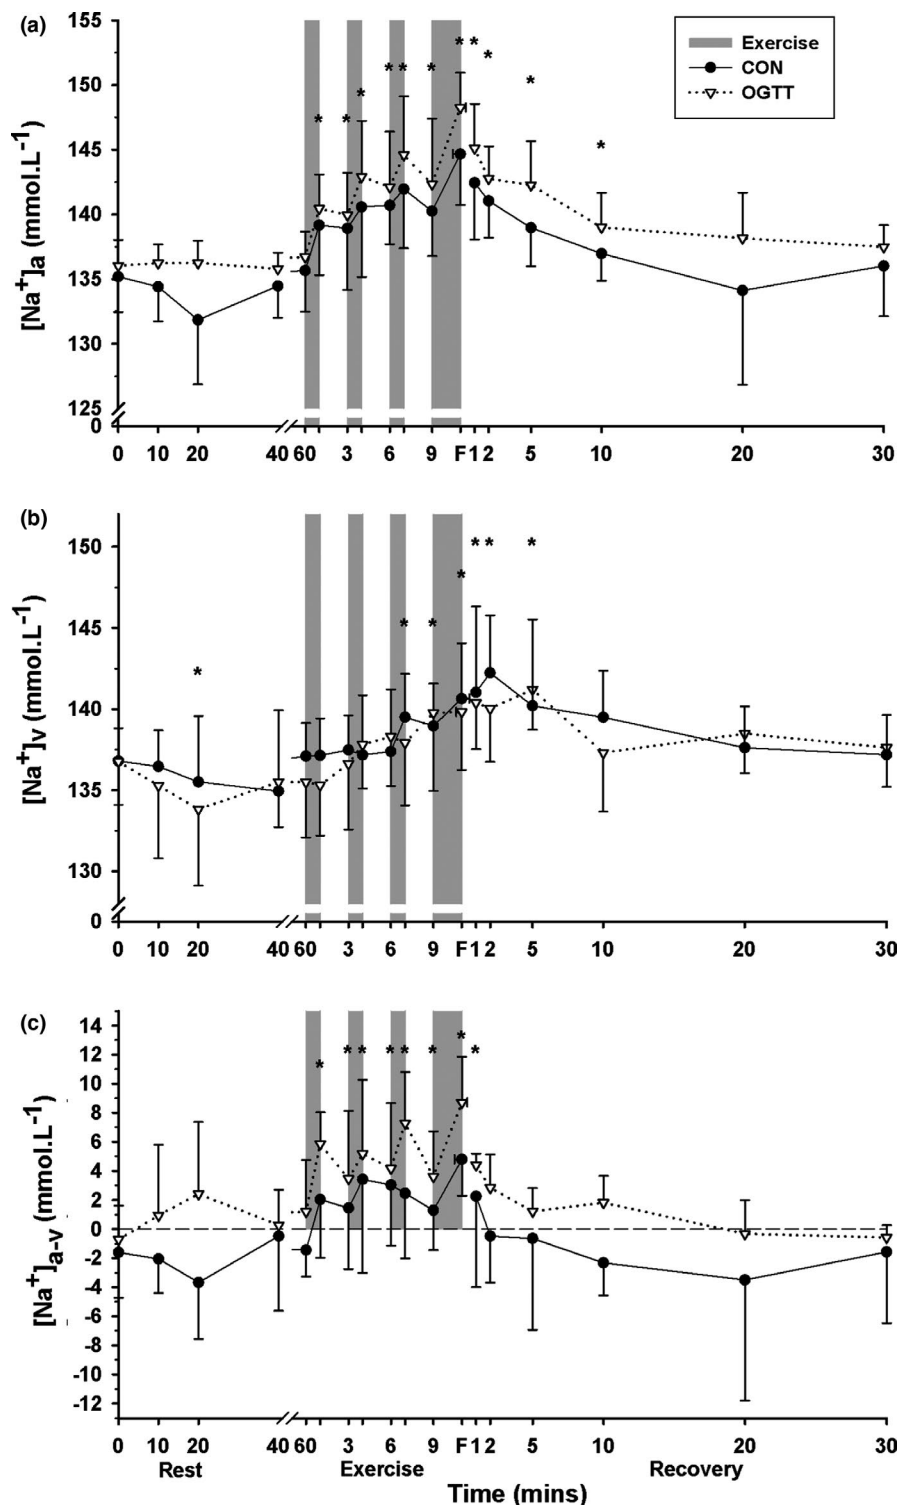 (a)
155
150
145
140
135
130
125
0
[Na⁺]a (mmol.L⁻¹)
Exercise
CON
OGTT
* * * * * * * * * * * *
0 10 20 40 60 3 6 9 F 1 2 5 10 20 30
(b)
150
145
140
135
130
0
[Na⁺]v (mmol.L⁻¹)
* * * * * * *
0 10 20 40 60 3 6 9 F 1 2 5 10 20 30
(c)
14
12
10
8
6
4
2
0
-2
-4
-6
-8
-10
-12
[Na⁺]a-v (mmol.L⁻¹)
* * * * * * * *
0 10 20 40 60 3 6 9 F 1 2 5 10 20 30
Rest Exercise Recovery
Time (mins)